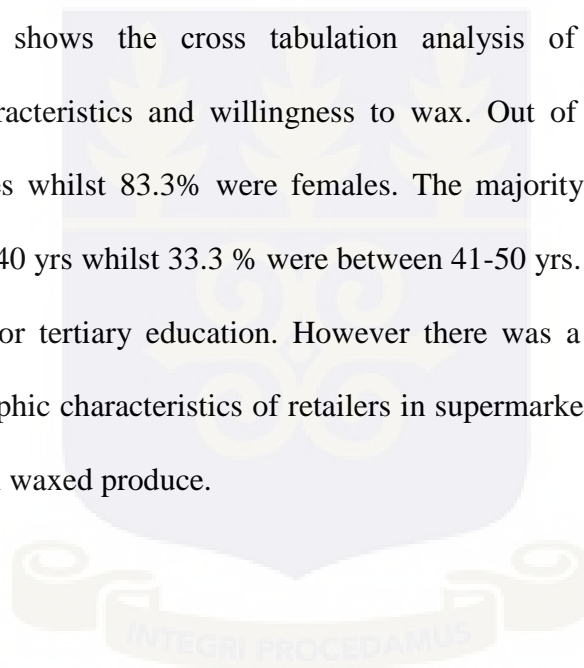 shows the cross tabulation analysis of
racteristics and willingness to wax. Out of
es whilst 83.3% were females. The majority
40 yrs whilst 33.3 % were between 41-50 yrs.
or tertiary education. However there was a
phic characteristics of retailers in supermarke
waxed produce.
INTEGRI PROCEDAMUS